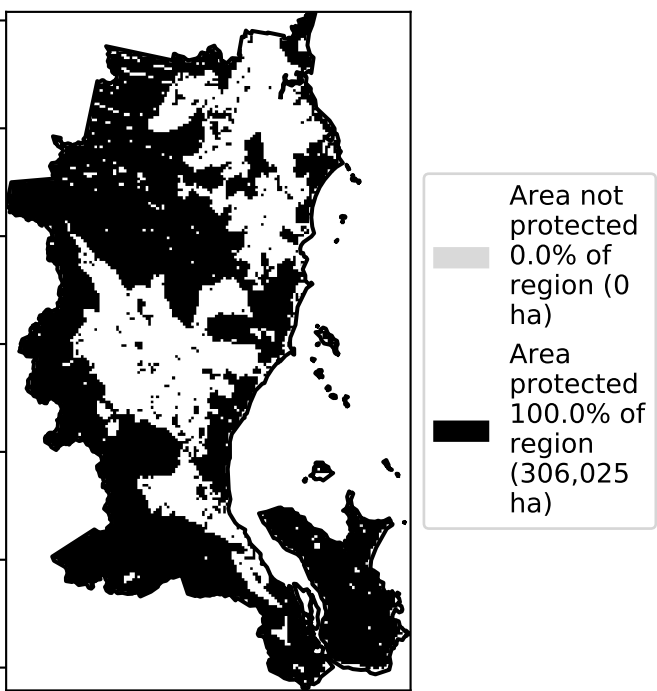 Area not
protected
0.0% of
region (0
ha)
Area
protected
100.0% of
region
(306,025
ha)